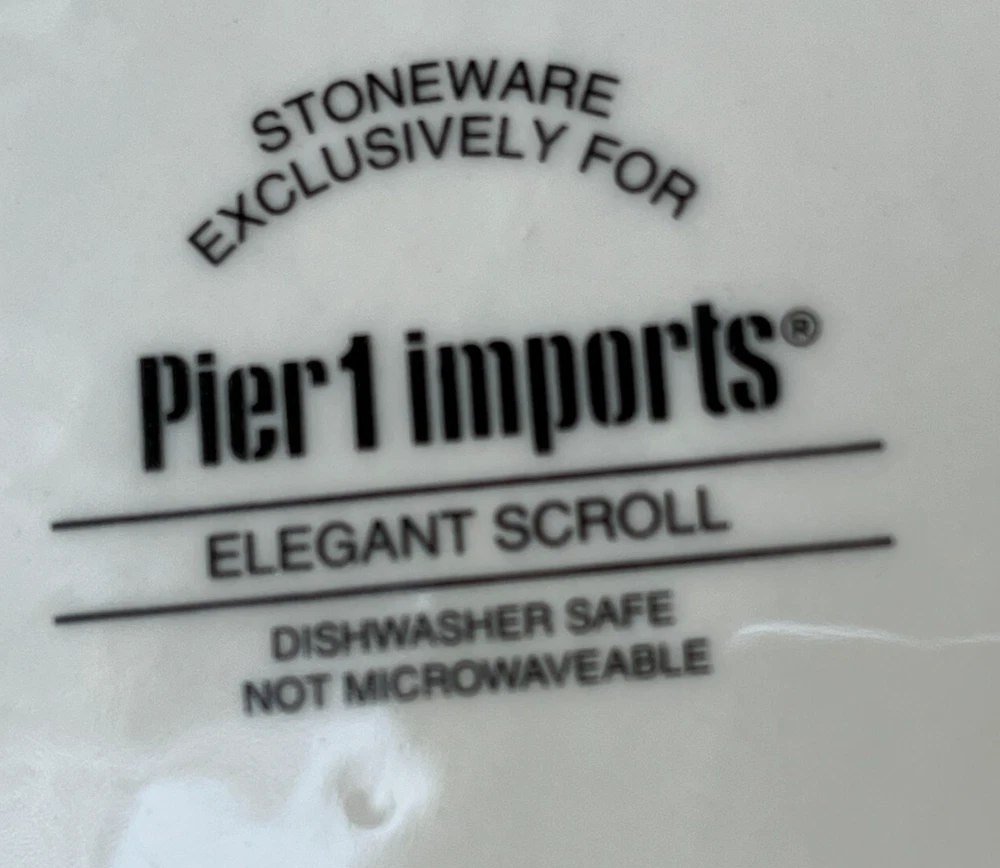 STONEWARE
EXCLUSIVELY FOR
Pier1 imports®
ELEGANT SCROLL
DISHWASHER SAFE
NOT MICROWAVEABLE